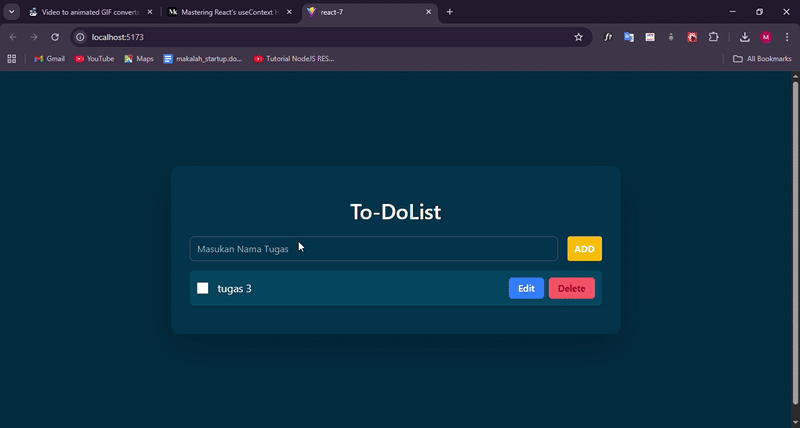 Video to animated GIF converte
Mastering React's useContext H
react-7
localhost:5173
Gmail
YouTube
Maps
makalah_startup.do...
Tutorial NodeJS RES...
All Bookmarks
To-DoList
Masukan Nama Tugas
ADD
tugas 3
Edit
Delete